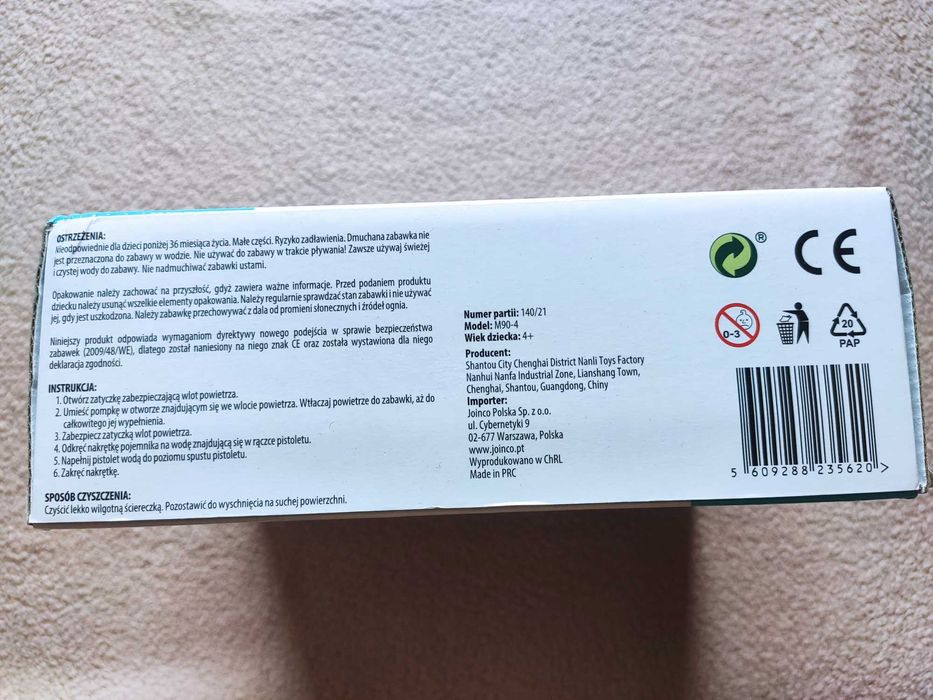 OSTRZEŻENIA:
Nieodpowiednie dla dzieci poniżej 36 miesiąca życia. Małe części. Ryzyko zadławienia. Dmuchana zabawka nie
jest przeznaczona do zabawy w wodzie. Nie używać do zabawy w trakcie pływania! Zawsze używaj świeżej
i czystej wody do zabawy. Nie nadmuchiwać zabawki ustami.
Opakowanie należy zachować na przyszłość, gdyż zawiera ważne informacje. Przed podaniem produktu
dziecku należy usunąć wszelkie elementy opakowania. Należy regularnie sprawdzać stan zabawki i nie używać
jej, gdy jest uszkodzona. Należy zabawkę przechowywać z dala od promieni słonecznych i źródeł ognia.
Niniejszy produkt odpowiada wymaganiom dyrektywy nowego podejścia w sprawie bezpieczeństwa
zabawek (2009/48/WE), dlatego został naniesiony na niego znak CE oraz została wystawiona dla niego
deklaracja zgodności.
INSTRUKCJA:
1. Otwórz zatyczkę zabezpieczającą wlot powietrza.
2. Umieść pompkę w otworze znajdującym się we wlocie powietrza. Wtłaczaj powietrze do zabawki, aż do
całkowitego jej wypełnienia.
3. Zabezpiecz zatyczką wlot powietrza.
4. Odkręć nakrętkę pojemnika na wodę znajdującą się w rączce pistoletu.
5. Napełnij pistolet wodą do poziomu spustu pistoletu.
6. Zakręć nakrętkę.
SPOSÓB CZYSZCZENIA:
Czyścić lekko wilgotną ściereczką. Pozostawić do wyschnięcia na suchej powierzchni.
Numer partii: 140/21
Model: M90-4
Wiek dziecka: 4+
Producent:
Shantou City Chenghai District Nanli Toys Factory
Nanhui Nanfa Industrial Zone, Lianshang Town,
Chenghai, Shantou, Guangdong, Chiny
Importer:
Joinco Polska Sp. z o.o.
ul. Cybernetyki 9
02-677 Warszawa, Polska
www.joinco.pt
Wyprodukowano w ChRL
Made in PRC
®
CE
0-3
20
PAP
5 609288 235620 >